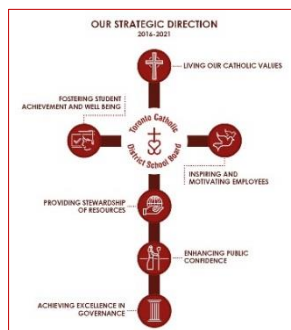 OUR STRATEGIC DIRECTION
2016-2021
LIVING OUR CATHOLIC VALUES
FOSTERING STUDENT
ACHIEVEMENT AND WELL BEING
Toronto Catholic
District School Board
INSPIRING AND
MOTIVATING EMPLOYEES
PROVIDING STEWARDSHIP
OF RESOURCES
ENHANCING PUBLIC
CONFIDENCE
ACHIEVING EXCELLENCE IN
GOVERNANCE